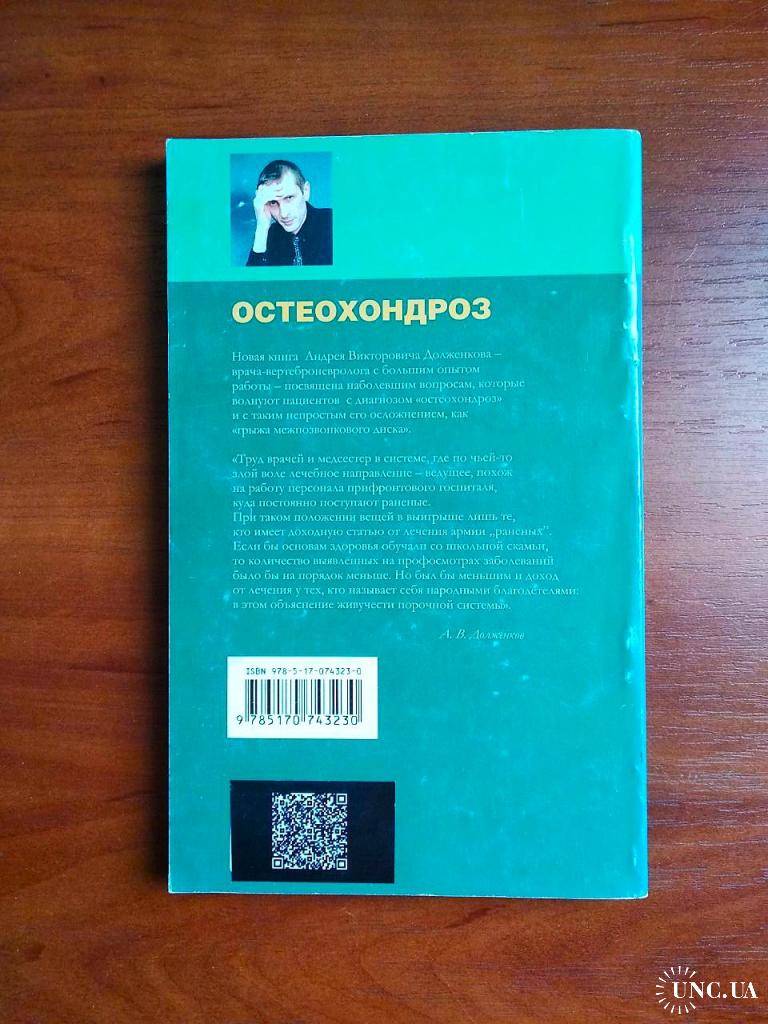 ОСТЕОХОНДРОЗ
Новая книга Андрея Викторовича Долженкова –
врача-вертеброневролога с большим опытом
работы – посвящена наболевшим вопросам, которые
волнуют пациентов с диагнозом «остеохондроз»
и с таким непростым его осложнением, как
«грыжа межпозвонкового диска».
«Труд врачей и медсестер в системе, где по чьей-то
злой воле лечебное направление – ведущее, похож
на работу персонала прифронтового госпиталя,
куда постоянно поступают раненые.
При таком положении вещей в выигрыше лишь те,
кто имеет доходную статью от лечения армии „раненых”.
Если бы основам здоровья обучали со школьной скамьи,
то количество выявленных на профосмотрах заболеваний
было бы на порядок меньше. Но был бы меньшим и доход
от лечения у тех, кто называет себя народными благодетелями:
в этом объяснение живучести порочной системы».
А. В. Долженков
ISBN 978-5-17-074323-0
9 785170 743230
UNC.UA